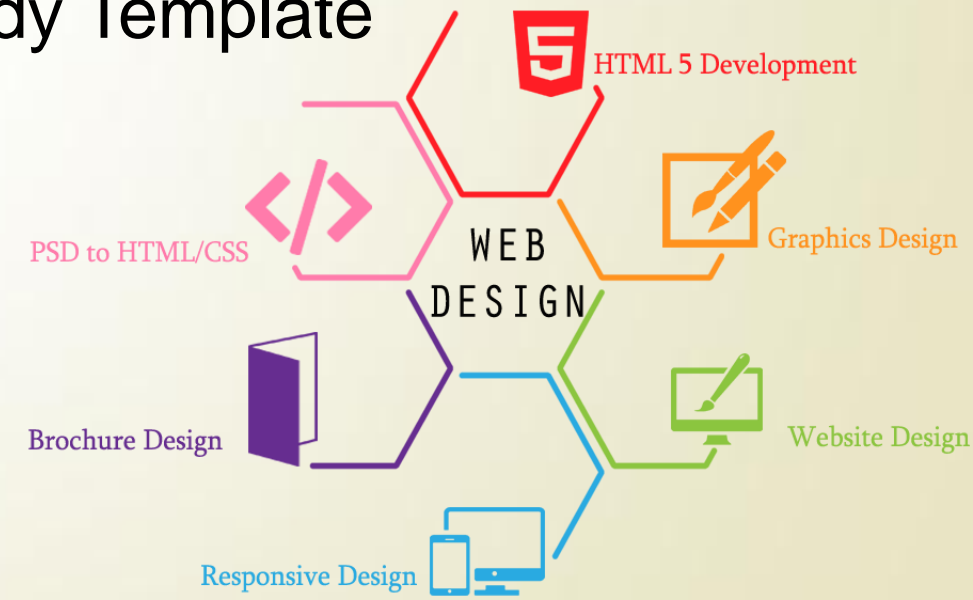 dy Template
5
HTML 5 Development
Graphics Design
PSD to HTML/CSS
WEB
DESIGN
Brochure Design
Website Design
Responsive Design